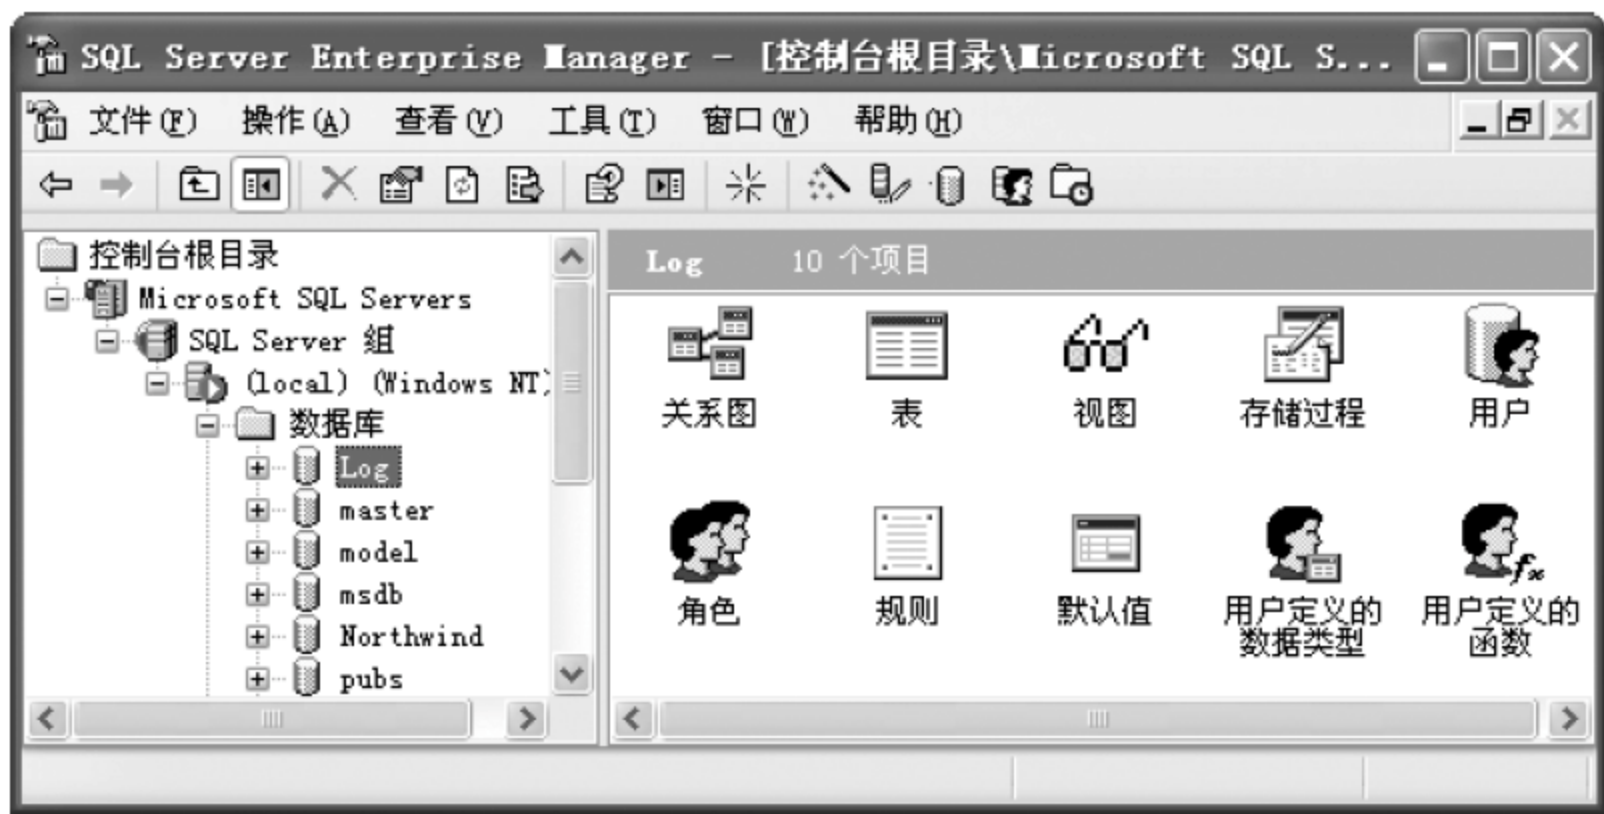 SQL Server Enterprise Manager - [控制台根目录\Microsoft SQL S...
文件(F) 操作(A) 查看(V) 工具(T) 窗口(W) 帮助(H)
控制台根目录
Microsoft SQL Servers
SQL Server 组
(local) (Windows NT)
数据库
Log
master
model
msdb
Northwind
pubs
Log 10 个项目
关系图 表 视图 存储过程 用户
角色 规则 默认值 用户定义的 用户定义的
数据类型 函数